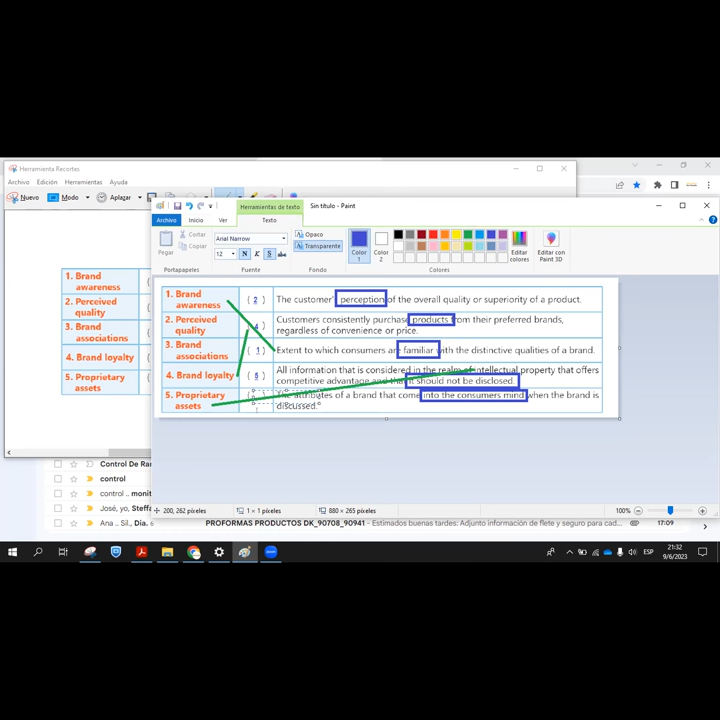 Herramienta Recortes
Archivo Edición Herramientas Ayuda
Nuevo Modo Aplazar
Herramientas de texto Sin título - Paint
Archivo Inicio Ver Texto
Pegar
Cortar
Copiar
Portapapeles
Arial Narrow
12 N K S abc
Fuente
Opaco
Transparente
Fondo
Color 1
Color 2
Colores
Editar colores
Editar con Paint 3D
1. Brand awareness
2. Perceived quality
3. Brand associations
4. Brand loyalty
5. Proprietary assets
1. Brand awareness ( 2 ) The customer' perception of the overall quality or superiority of a product.
2. Perceived quality ( 4 ) Customers consistently purchase products from their preferred brands,
regardless of convenience or price.
3. Brand associations ( 1 ) Extent to which consumers are familiar with the distinctive qualities of a brand.
4. Brand loyalty ( 5 ) All information that is considered in the realm of intellectual property that offers
competitive advantage and that it should not be disclosed.
5. Proprietary assets ( The attributes of a brand that come into the consumers mind when the brand is
discussed.
200, 262 píxeles 1 × 1 píxeles 880 × 265 píxeles 100%
Control De Ra
control
control .. monit
José, yo, Steffa
Ana .. Sil., Dia. 6 PROFORMAS PRODUCTOS DK_90708_90941 - Estimados buenas tardes: Adjunto información de flete y seguro para cad... 17:09
ESP 21:32
9/6/2023